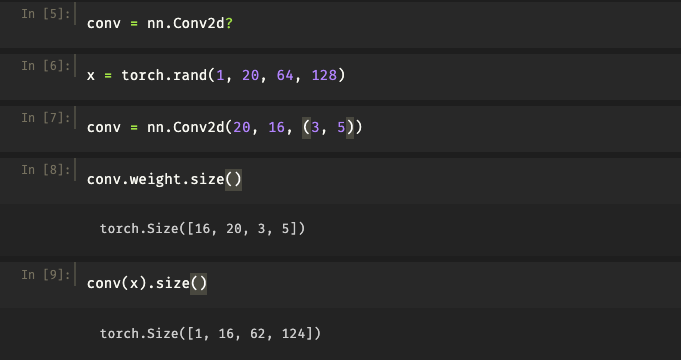 In [5]: conv = nn.Conv2d?
In [6]: x = torch.rand(1, 20, 64, 128)
In [7]: conv = nn.Conv2d(20, 16, (3, 5))
In [8]: conv.weight.size()
torch.Size([16, 20, 3, 5])
In [9]: conv(x).size()
torch.Size([1, 16, 62, 124])